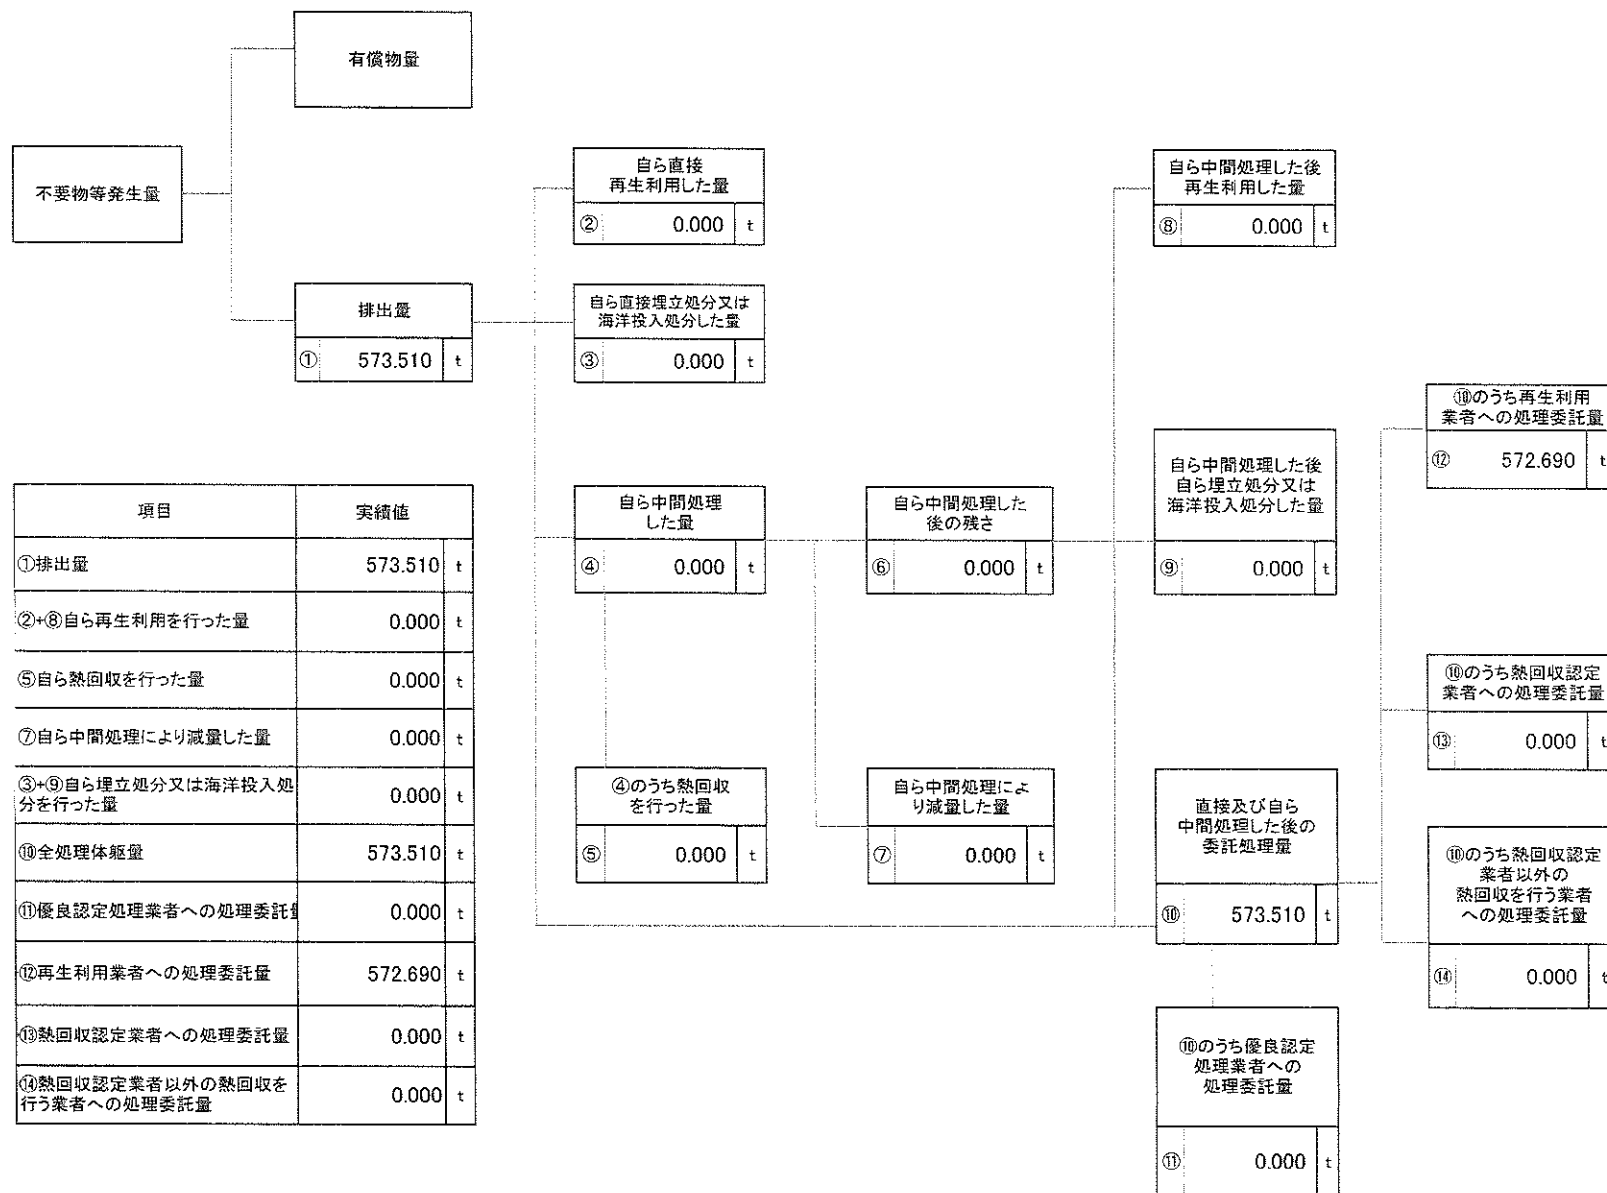 有償物量
不要物等発生量
排出量
① 573.510 t
自ら直接
再生利用した量
② 0.000 t
自ら直接埋立処分又は
海洋投入処分した量
③ 0.000 t
自ら中間処理
した量
④ 0.000 t
④のうち熱回収
を行った量
⑤ 0.000 t
自ら中間処理した
後の残さ
⑥ 0.000 t
自ら中間処理によ
り減量した量
⑦ 0.000 t
自ら中間処理した後
再生利用した量
⑧ 0.000 t
自ら中間処理した後
自ら埋立処分又は
海洋投入処分した量
⑨ 0.000 t
直接及び自ら
中間処理した後の
委託処理量
⑩ 573.510 t
⑩のうち優良認定
処理業者への
処理委託量
⑪ 0.000 t
⑩のうち再生利用
業者への処理委託量
⑫ 572.690 t
⑩のうち熱回収認定
業者への処理委託量
⑬ 0.000 t
⑩のうち熱回収認定
業者以外の
熱回収を行う業者
への処理委託量
⑭ 0.000 t
項目 実績値
①排出量 573.510 t
②+⑧自ら再生利用を行った量 0.000 t
⑤自ら熱回収を行った量 0.000 t
⑦自ら中間処理により減量した量 0.000 t
③+⑨自ら埋立処分又は海洋投入処
分を行った量 0.000 t
⑩全処理体躯量 573.510 t
⑪優良認定処理業者への処理委託量 0.000 t
⑫再生利用業者への処理委託量 572.690 t
⑬熱回収認定業者への処理委託量 0.000 t
⑭熱回収認定業者以外の熱回収を
行う業者への処理委託量 0.000 t